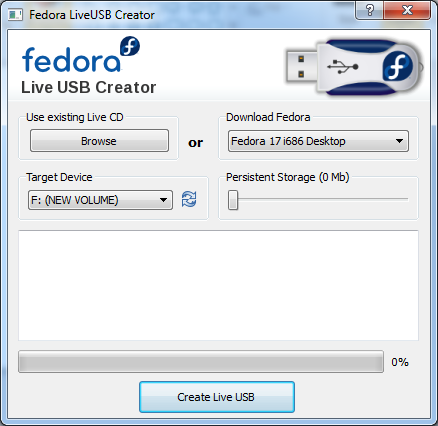 Fedora LiveUSB Creator
fedora
Live USB Creator
Use existing Live CD
Browse
or
Download Fedora
Fedora 17 i686 Desktop
Target Device
F: (NEW VOLUME)
Persistent Storage (0 Mb)
0%
Create Live USB